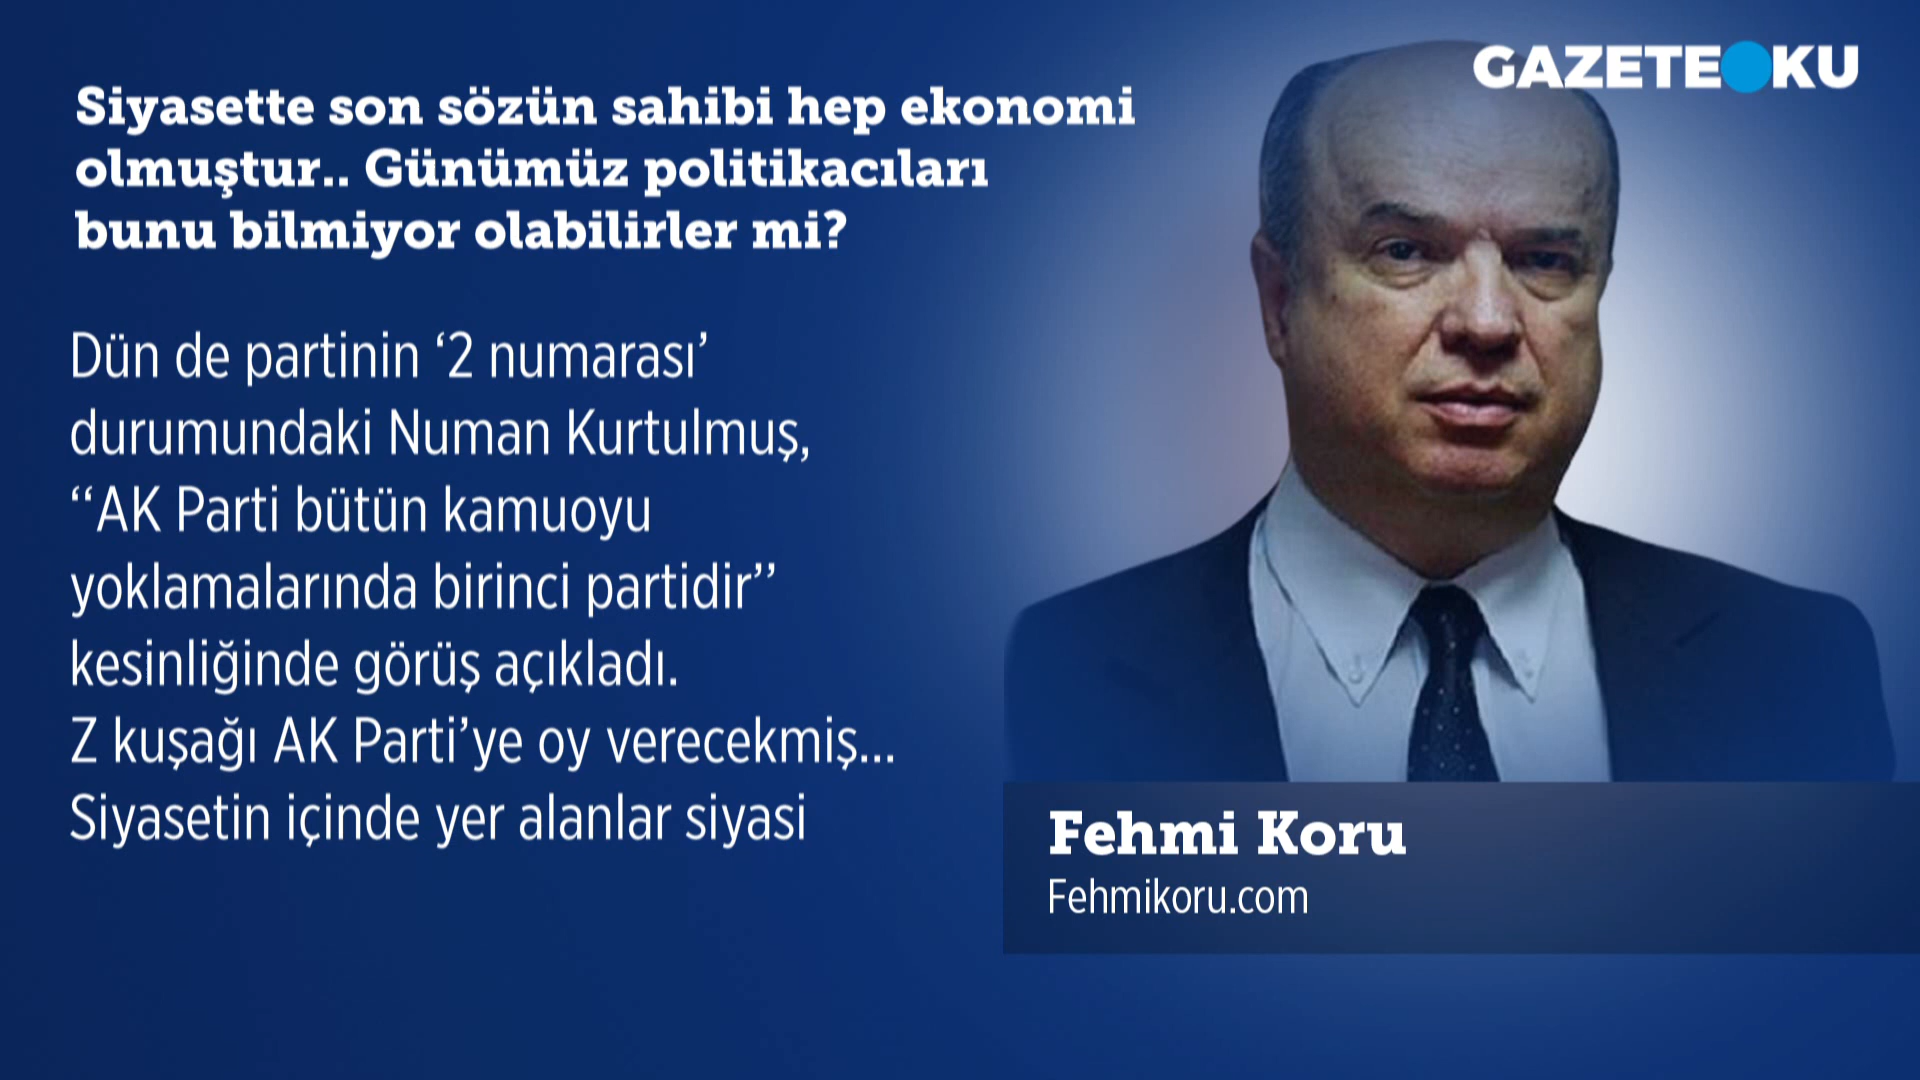 GAZETE OKU
Siyasette son sözün sahibi hep ekonomi
olmuştur.. Günümüz politikacıları
bunu bilmiyor olabilirler mi?
Dün de partinin ‘2 numarası’
durumundaki Numan Kurtulmuş,
“AK Parti bütün kamuoyu
yoklamalarında birinci partidir”
kesinliğinde görüş açıkladı.
Z kuşağı AK Parti’ye oy verecekmiş...
Siyasetin içinde yer alanlar siyasi
Fehmi Koru
Fehmikoru.com